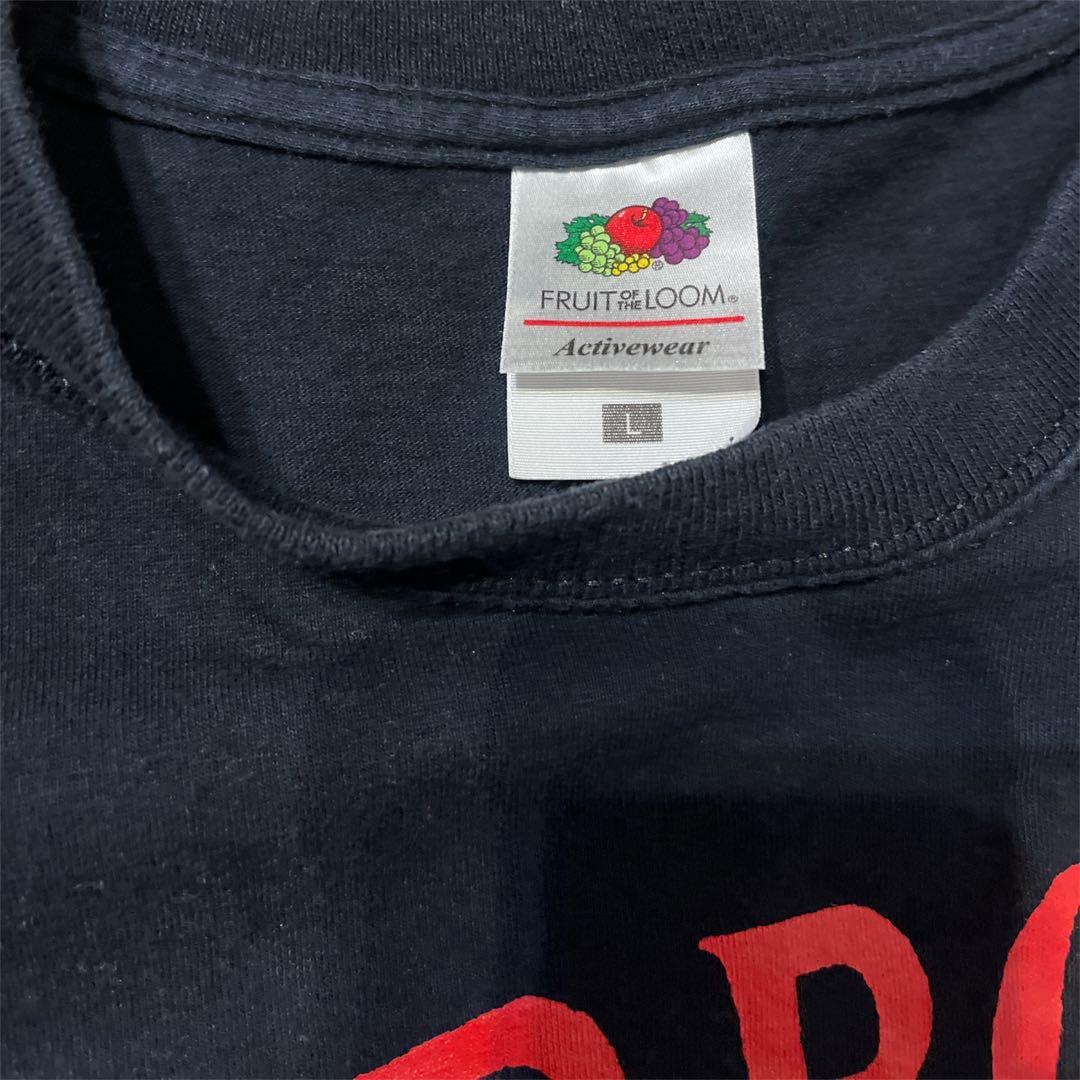 FRUIT OF THE LOOM®
Activewear
L